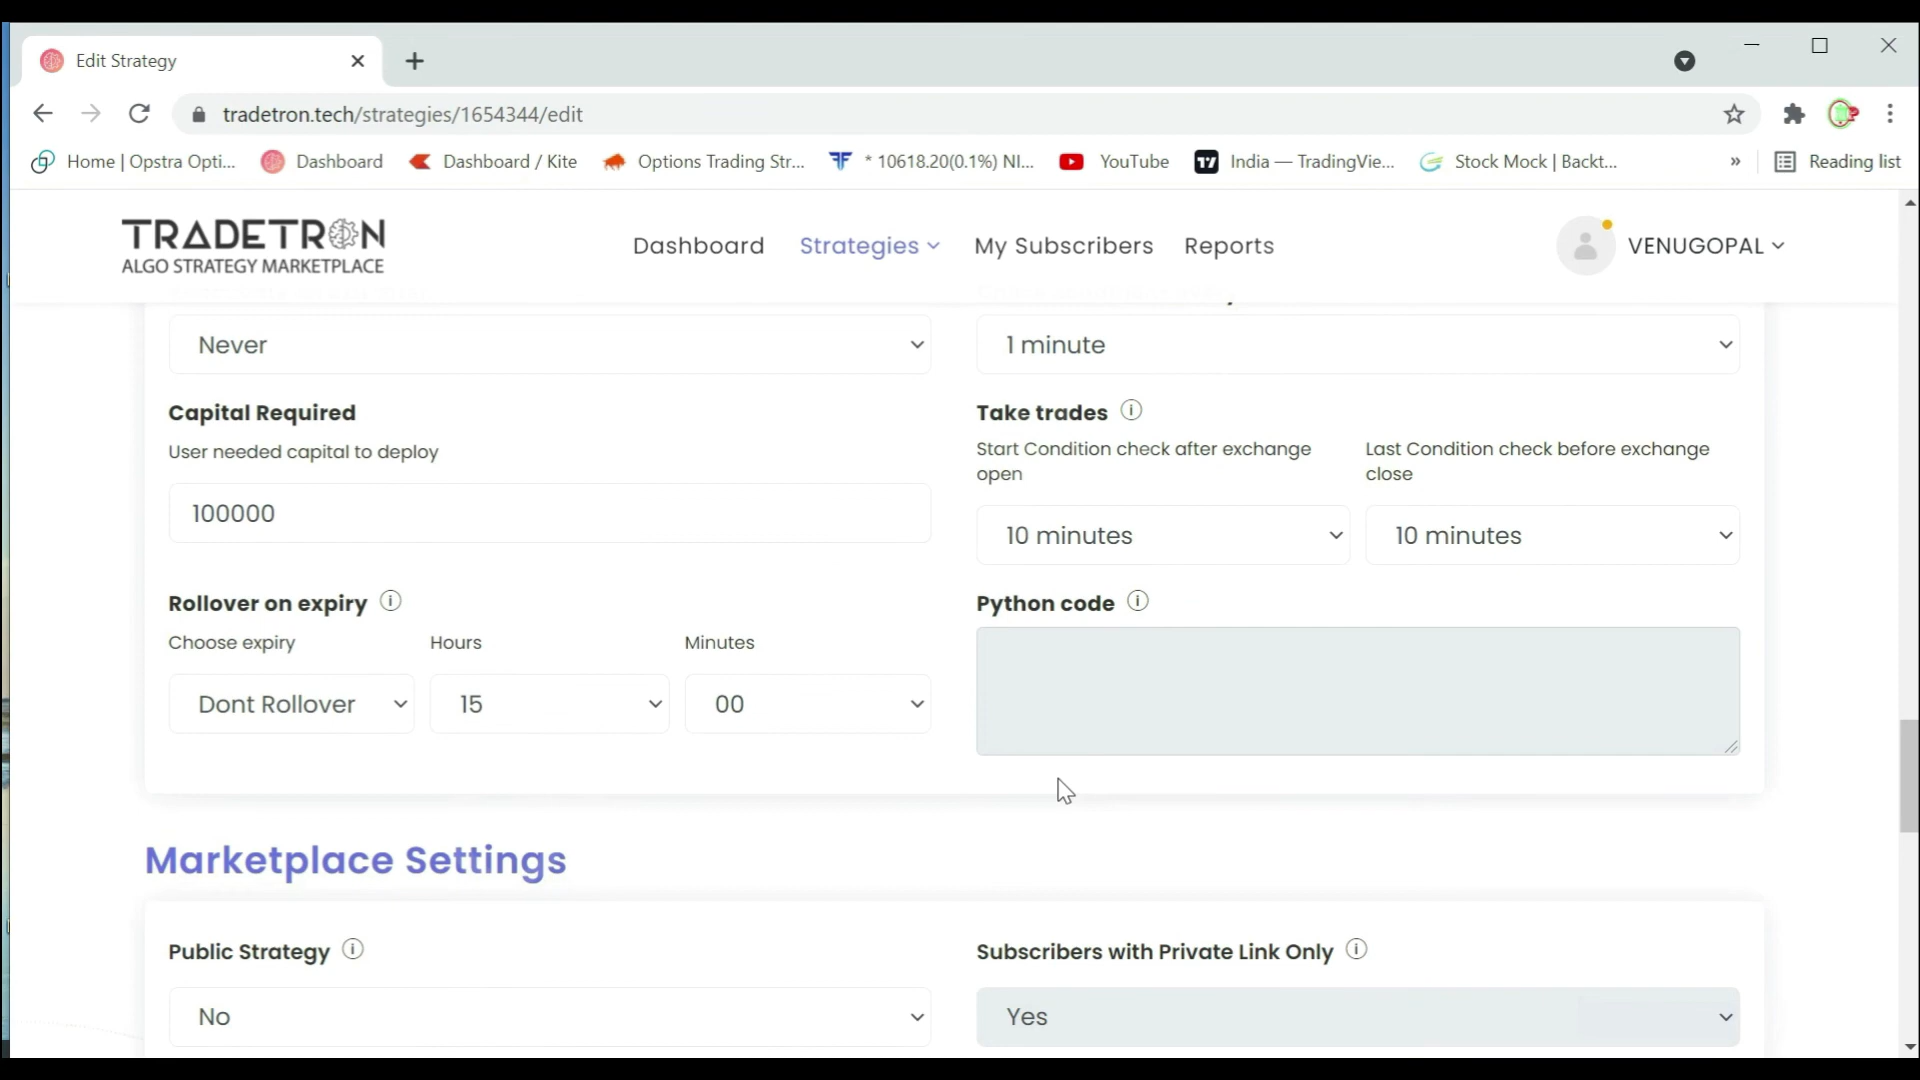 Edit Strategy
tradetron.tech/strategies/1654344/edit
Home | Opstra Opti... Dashboard Dashboard / Kite Options Trading Str... * 10618.20(0.1%) NI... YouTube India — TradingVie... Stock Mock | Backt... » Reading list
TRADETRON
ALGO STRATEGY MARKETPLACE
Dashboard Strategies My Subscribers Reports VENUGOPAL
Never 1 minute
Capital Required Take trades
User needed capital to deploy
Start Condition check after exchange open
Last Condition check before exchange close
100000
10 minutes 10 minutes
Rollover on expiry Python code
Choose expiry Hours Minutes
Dont Rollover 15 00
Marketplace Settings
Public Strategy Subscribers with Private Link Only
No Yes